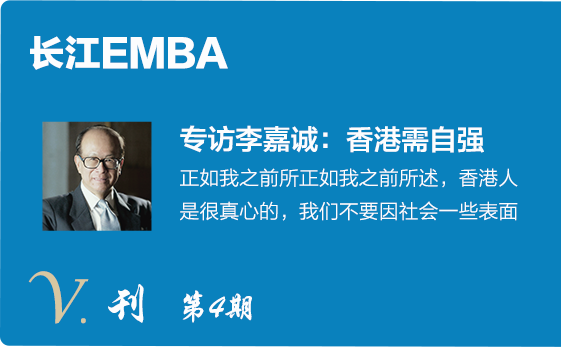 长江EMBA
专访李嘉诚：香港需自强
正如我之前所正如我之前所述，香港人
是很真心的，我们不要因社会一些表面
V.刊 第4期